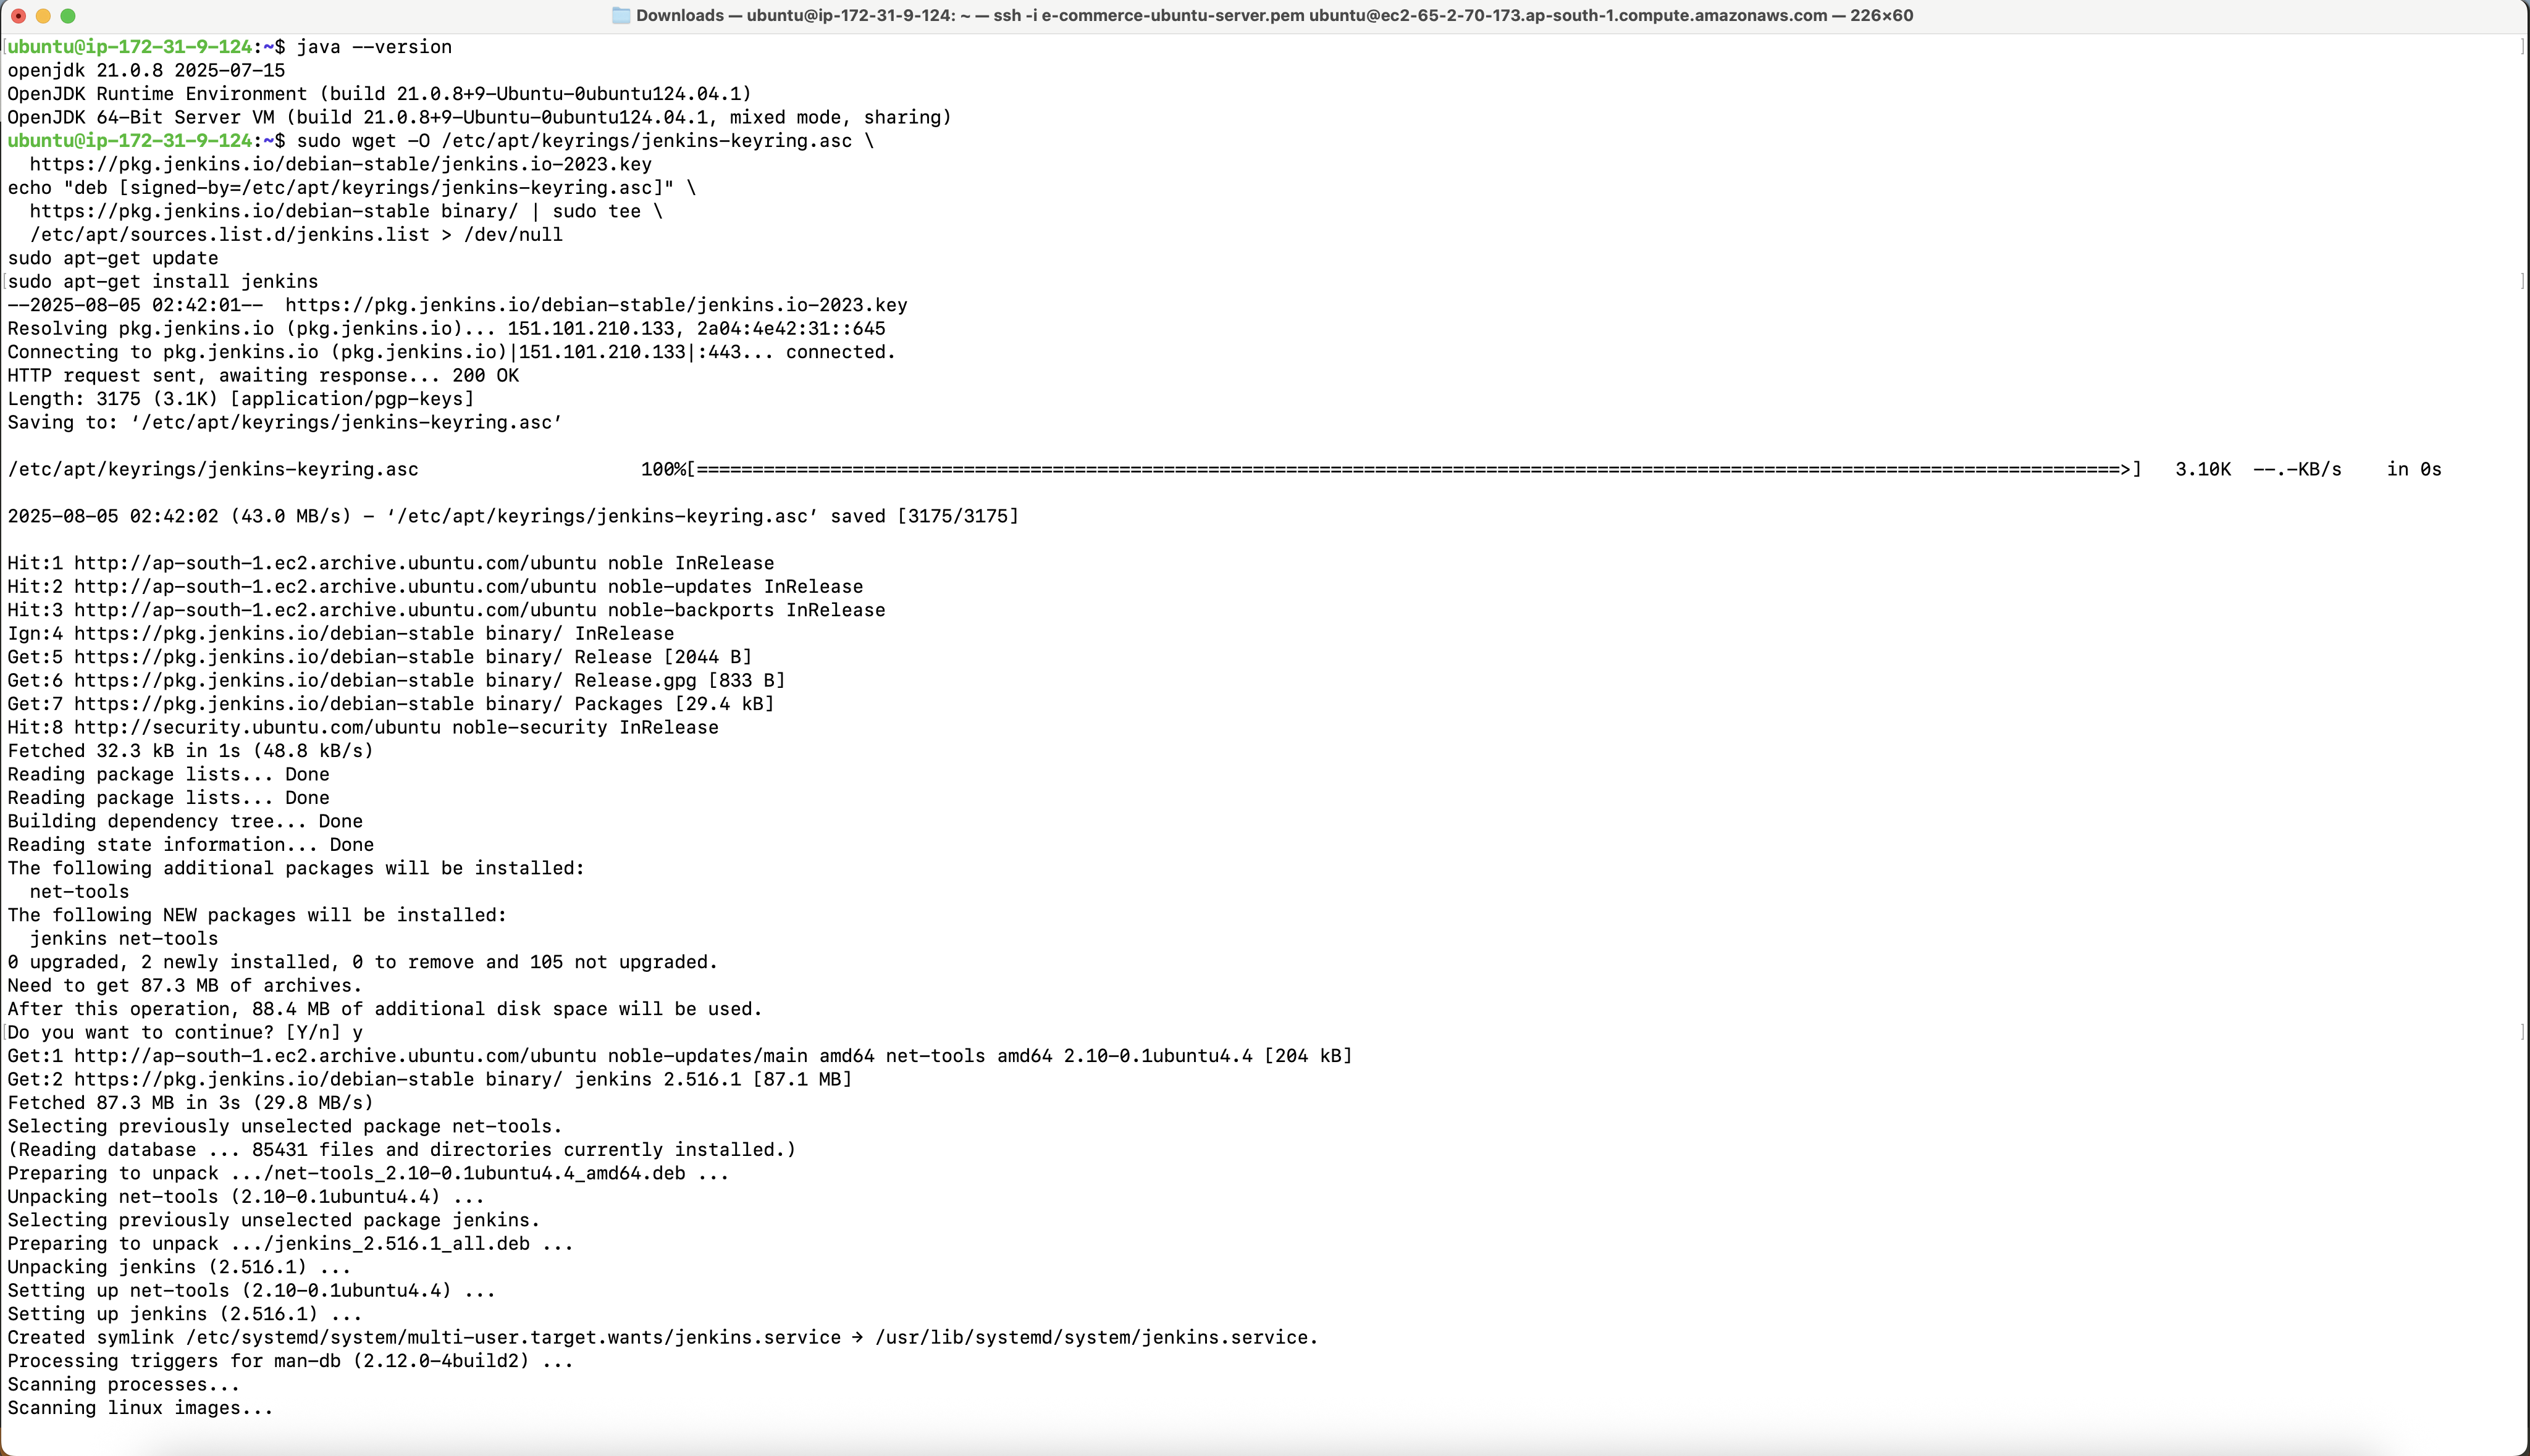 Downloads — ubuntu@ip-172-31-9-124: ~ — ssh -i e-commerce-ubuntu-server.pem ubuntu@ec2-65-2-70-173.ap-south-1.compute.amazonaws.com — 226×60
ubuntu@ip-172-31-9-124:~$ java --version
openjdk 21.0.8 2025-07-15
OpenJDK Runtime Environment (build 21.0.8+9-Ubuntu-0ubuntu124.04.1)
OpenJDK 64-Bit Server VM (build 21.0.8+9-Ubuntu-0ubuntu124.04.1, mixed mode, sharing)
ubuntu@ip-172-31-9-124:~$ sudo wget -O /etc/apt/keyrings/jenkins-keyring.asc \
  https://pkg.jenkins.io/debian-stable/jenkins.io-2023.key
echo "deb [signed-by=/etc/apt/keyrings/jenkins-keyring.asc]" \
  https://pkg.jenkins.io/debian-stable binary/ | sudo tee \
  /etc/apt/sources.list.d/jenkins.list > /dev/null
sudo apt-get update
sudo apt-get install jenkins
--2025-08-05 02:42:01--  https://pkg.jenkins.io/debian-stable/jenkins.io-2023.key
Resolving pkg.jenkins.io (pkg.jenkins.io)... 151.101.210.133, 2a04:4e42:31::645
Connecting to pkg.jenkins.io (pkg.jenkins.io)|151.101.210.133|:443... connected.
HTTP request sent, awaiting response... 200 OK
Length: 3175 (3.1K) [application/pgp-keys]
Saving to: ‘/etc/apt/keyrings/jenkins-keyring.asc’
/etc/apt/keyrings/jenkins-keyring.asc 100%[================================================================================================================================>] 3.10K --.-KB/s in 0s
2025-08-05 02:42:02 (43.0 MB/s) - ‘/etc/apt/keyrings/jenkins-keyring.asc’ saved [3175/3175]
Hit:1 http://ap-south-1.ec2.archive.ubuntu.com/ubuntu noble InRelease
Hit:2 http://ap-south-1.ec2.archive.ubuntu.com/ubuntu noble-updates InRelease
Hit:3 http://ap-south-1.ec2.archive.ubuntu.com/ubuntu noble-backports InRelease
Ign:4 https://pkg.jenkins.io/debian-stable binary/ InRelease
Get:5 https://pkg.jenkins.io/debian-stable binary/ Release [2044 B]
Get:6 https://pkg.jenkins.io/debian-stable binary/ Release.gpg [833 B]
Get:7 https://pkg.jenkins.io/debian-stable binary/ Packages [29.4 kB]
Hit:8 http://security.ubuntu.com/ubuntu noble-security InRelease
Fetched 32.3 kB in 1s (48.8 kB/s)
Reading package lists... Done
Reading package lists... Done
Building dependency tree... Done
Reading state information... Done
The following additional packages will be installed:
  net-tools
The following NEW packages will be installed:
  jenkins net-tools
0 upgraded, 2 newly installed, 0 to remove and 105 not upgraded.
Need to get 87.3 MB of archives.
After this operation, 88.4 MB of additional disk space will be used.
Do you want to continue? [Y/n] y
Get:1 http://ap-south-1.ec2.archive.ubuntu.com/ubuntu noble-updates/main amd64 net-tools amd64 2.10-0.1ubuntu4.4 [204 kB]
Get:2 https://pkg.jenkins.io/debian-stable binary/ jenkins 2.516.1 [87.1 MB]
Fetched 87.3 MB in 3s (29.8 MB/s)
Selecting previously unselected package net-tools.
(Reading database ... 85431 files and directories currently installed.)
Preparing to unpack .../net-tools_2.10-0.1ubuntu4.4_amd64.deb ...
Unpacking net-tools (2.10-0.1ubuntu4.4) ...
Selecting previously unselected package jenkins.
Preparing to unpack .../jenkins_2.516.1_all.deb ...
Unpacking jenkins (2.516.1) ...
Setting up net-tools (2.10-0.1ubuntu4.4) ...
Setting up jenkins (2.516.1) ...
Created symlink /etc/systemd/system/multi-user.target.wants/jenkins.service → /usr/lib/systemd/system/jenkins.service.
Processing triggers for man-db (2.12.0-4build2) ...
Scanning processes...
Scanning linux images...